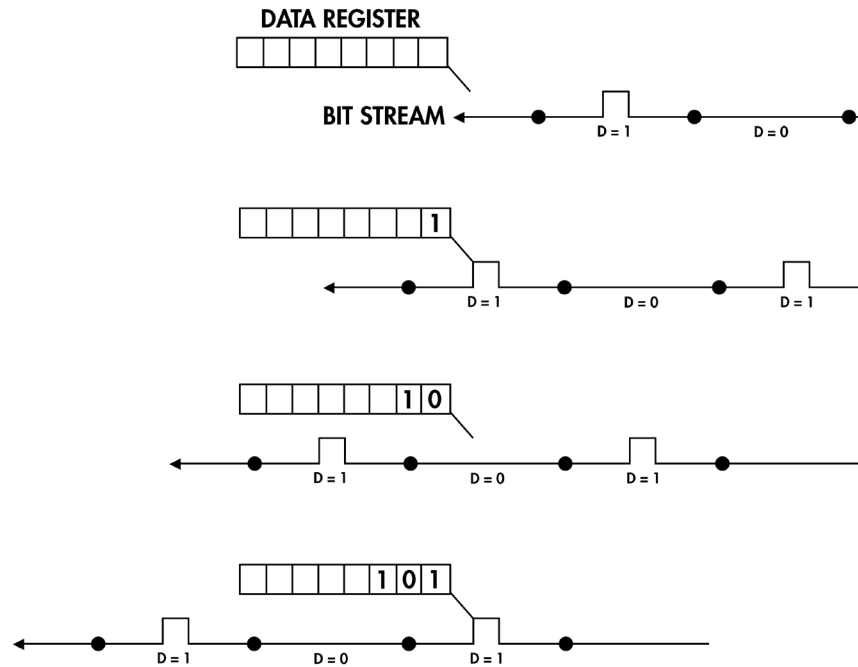 DATA REGISTER
BIT STREAM
D = 1 D = 0
1
D = 1 D = 0 D = 1
1 0
D = 1 D = 0 D = 1
1 0 1
D = 1 D = 0 D = 1